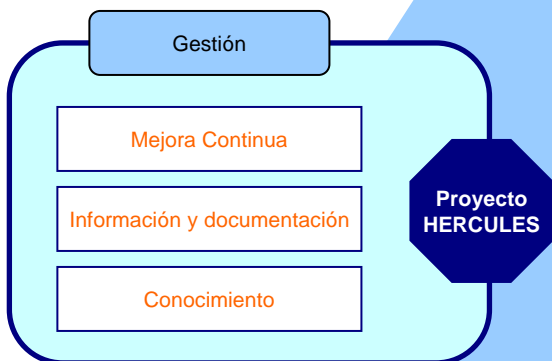 Gestión
Mejora Continua
Información y documentación
Conocimiento
Proyecto
HERCULES